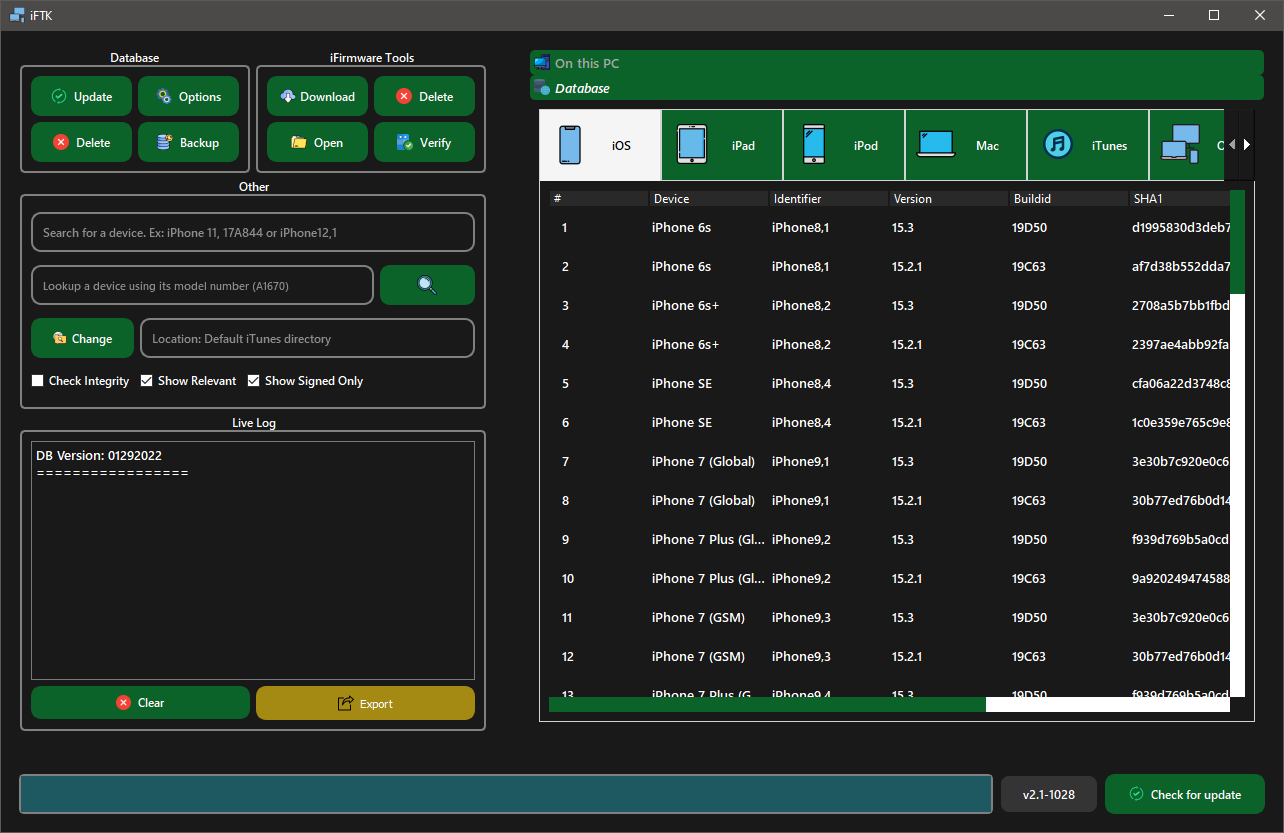 iFTK
Database
Update
Options
Delete
Backup
iFirmware Tools
Download
Delete
Open
Verify
Other
Search for a device. Ex: iPhone 11, 17A844 or iPhone12,1
Lookup a device using its model number (A1670)
Change
Location: Default iTunes directory
Check Integrity
Show Relevant
Show Signed Only
Live Log
DB Version: 01292022
=================
Clear
Export
On this PC
Database
iOS
iPad
iPod
Mac
iTunes
# Device Identifier Version Buildid SHA1
1 iPhone 6s iPhone8,1 15.3 19D50 d1995830d3deb7
2 iPhone 6s iPhone8,1 15.2.1 19C63 af7d38b552dda7
3 iPhone 6s+ iPhone8,2 15.3 19D50 2708a5b7bb1fbd
4 iPhone 6s+ iPhone8,2 15.2.1 19C63 2397ae4abb92fa
5 iPhone SE iPhone8,4 15.3 19D50 cfa06a22d3748c8
6 iPhone SE iPhone8,4 15.2.1 19C63 1c0e359e765c9e8
7 iPhone 7 (Global) iPhone9,1 15.3 19D50 3e30b7c920e0c6
8 iPhone 7 (Global) iPhone9,1 15.2.1 19C63 30b77ed76b0d14
9 iPhone 7 Plus (Gl... iPhone9,2 15.3 19D50 f939d769b5a0cd
10 iPhone 7 Plus (Gl... iPhone9,2 15.2.1 19C63 9a920249474588
11 iPhone 7 (GSM) iPhone9,3 15.3 19D50 3e30b7c920e0c6
12 iPhone 7 (GSM) iPhone9,3 15.2.1 19C63 30b77ed76b0d14
13 iPhone 7 Plus (G iPhone9,4 15.3 19D50 f939d769b5a0cd
v2.1-1028
Check for update